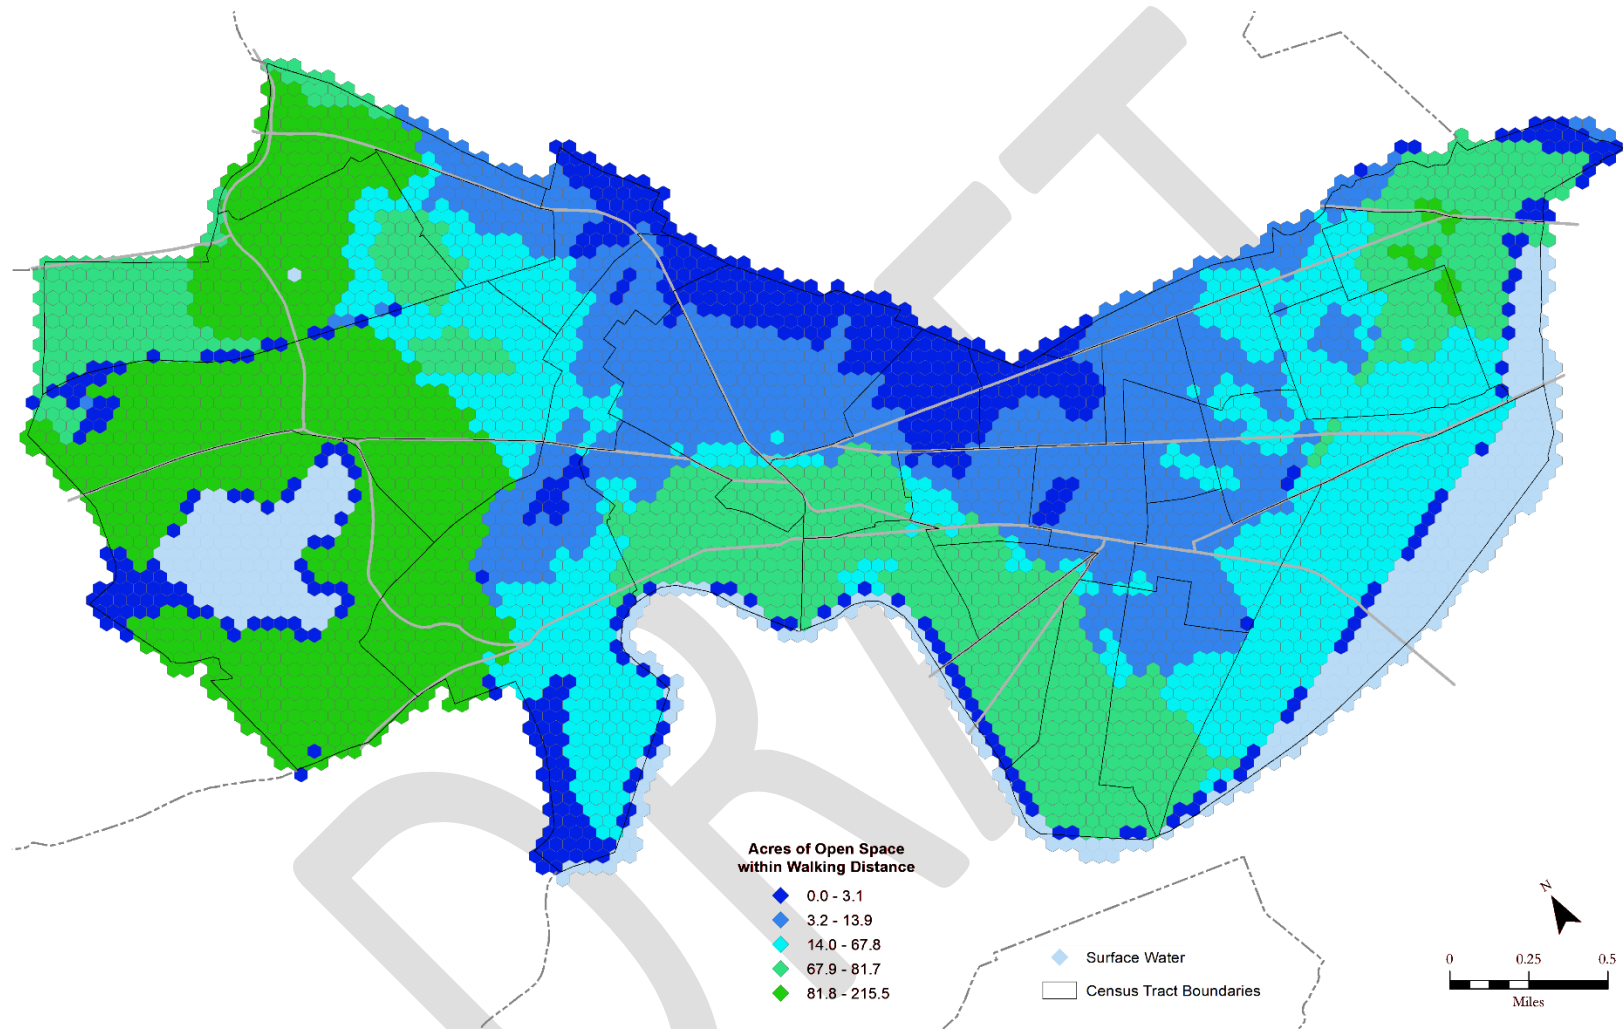 DRAFT
Acres of Open Space
within Walking Distance
0.0 - 3.1
3.2 - 13.9
14.0 - 67.8
67.9 - 81.7
81.8 - 215.5
Surface Water
Census Tract Boundaries
N
0 0.25 0.5
Miles